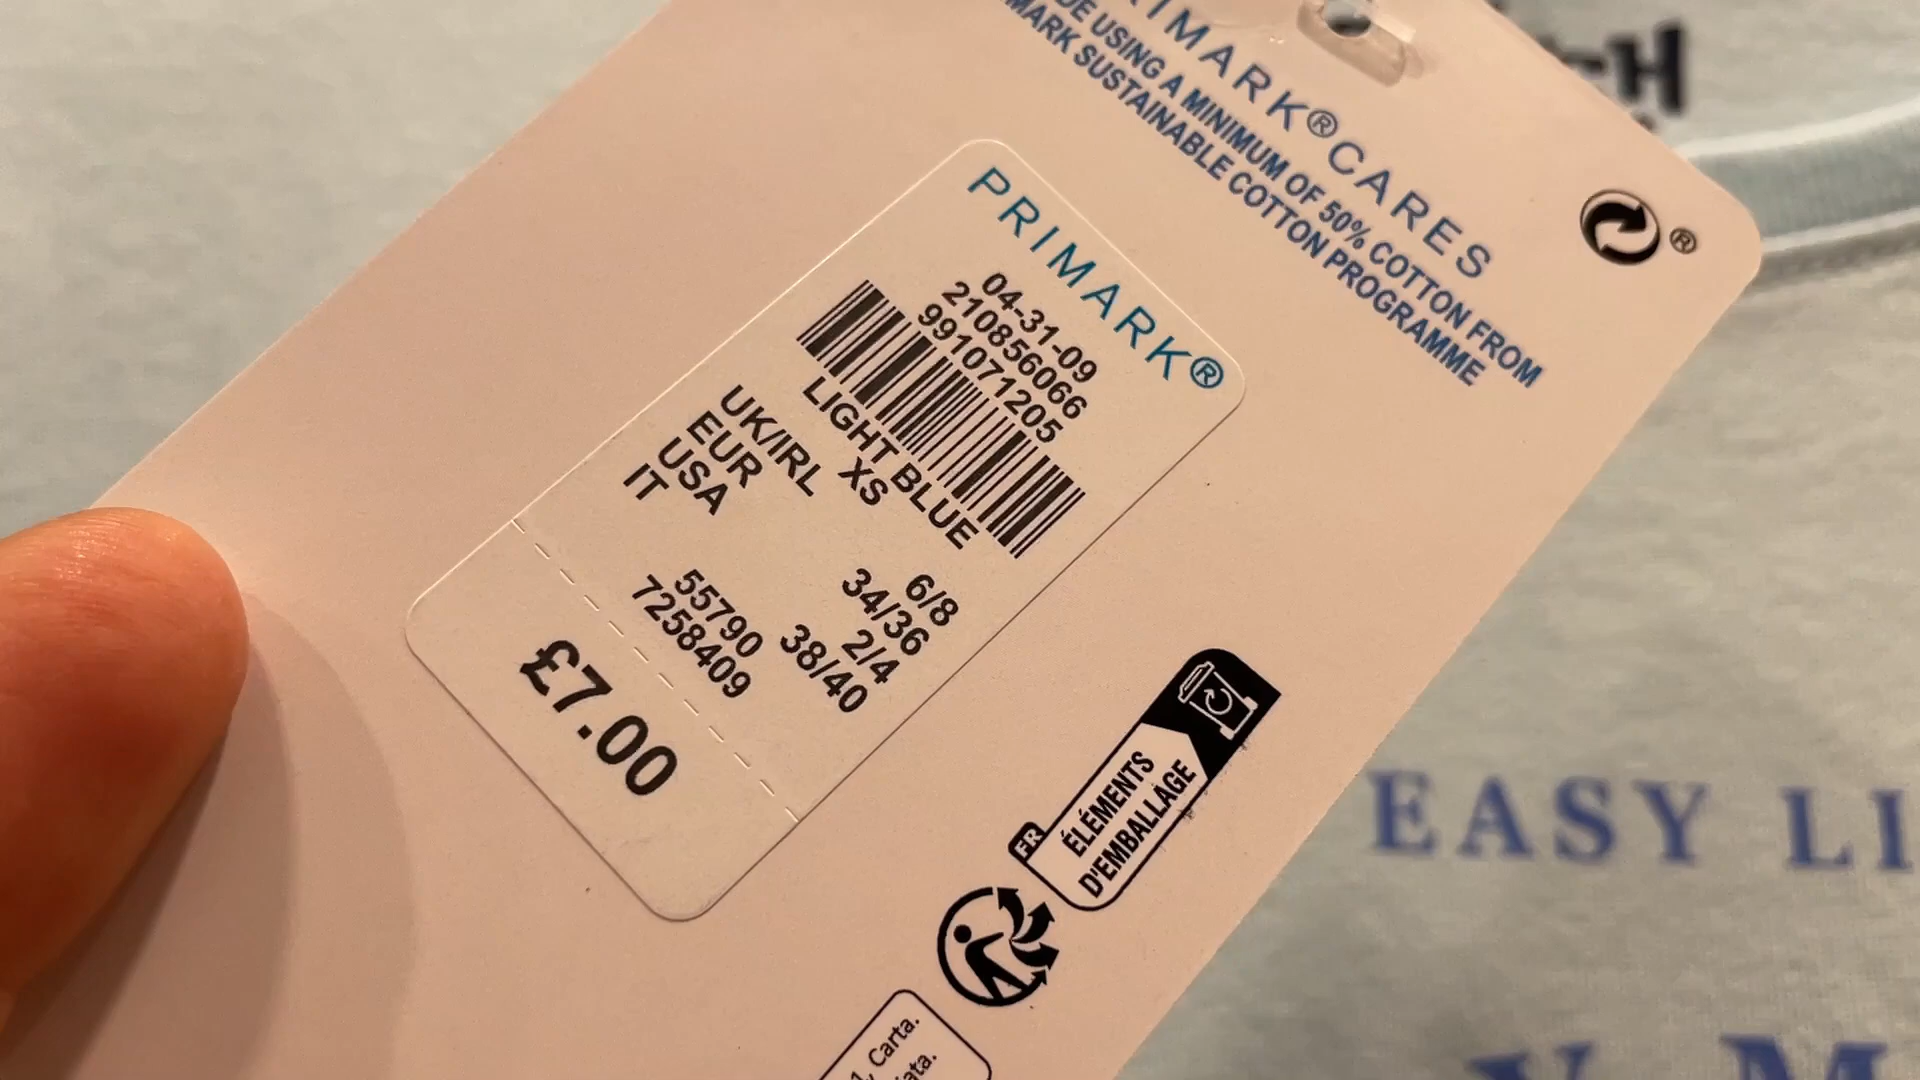 PRIMARK®CARES
USING A MINIMUM OF 50% COTTON FROM
SUSTAINABLE COTTON PROGRAMME
®
PRIMARK®
04-31-09
210856066
991071205
LIGHT BLUE
XS
UK/IRL 6/8
EUR 34/36
USA 2/4
IT 38/40
55790
7258409
£7.00
FR
ÉLÉMENTS
D'EMBALLAGE
Carta.
EASY